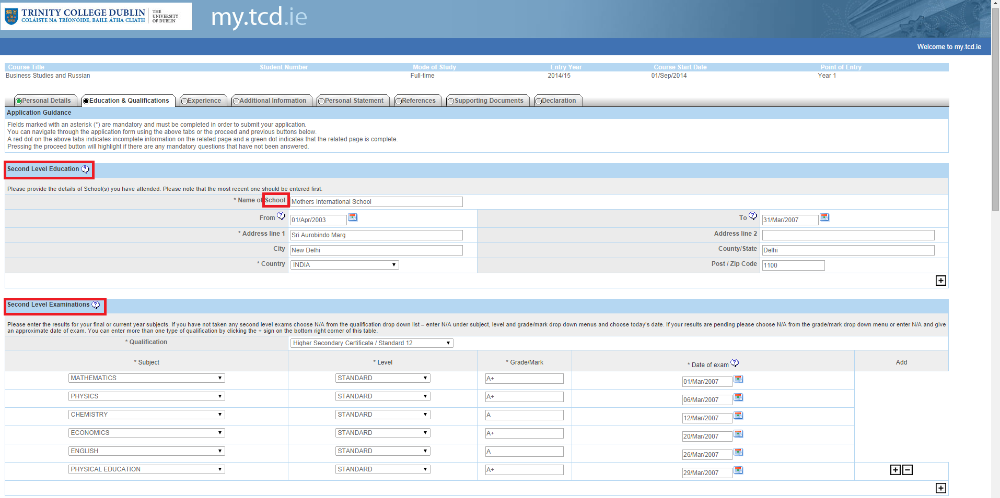 TRINITY COLLEGE DUBLIN
COLÁISTE NA TRÍONÓIDE, BAILE ÁTHA CLIATH
THE
UNIVERSITY
OF DUBLIN
my.tcd.ie
Welcome to my.tcd.ie
Course Title Student Number Mode of Study Entry Year Course Start Date Point of Entry
Business Studies and Russian Full-time 2014/15 01/Sep/2014 Year 1
Personal Details Education & Qualifications Experience Additional Information Personal Statement References Supporting Documents Declaration
Application Guidance
Fields marked with an asterisk (*) are mandatory and must be completed in order to submit your application.
You can navigate through the application form using the above tabs or the proceed and previous buttons below.
A red dot on the above tabs indicates incomplete information on the related page and a green dot indicates that the related page is complete.
Pressing the proceed button will highlight if there are any mandatory questions that have not been answered.
Second Level Education ?
Please provide the details of School(s) you have attended. Please note that the most recent one should be entered first.
* Name of School Mothers International School
From ? 01/Apr/2003 To ? 31/Mar/2007
* Address line 1 Sri Aurobindo Marg Address line 2
City New Delhi County/State Delhi
* Country INDIA Post / Zip Code 1100
+
Second Level Examinations ?
Please enter the results for your final or current year subjects. If you have not taken any second level exams choose N/A from the qualification drop down list – enter N/A under subject, level and grade/mark drop down menus and choose today's date. If your results are pending please choose N/A from the grade/mark drop down menu or enter N/A and give
an approximate date of exam. You can enter more than one type of qualification by clicking the + sign on the bottom right corner of this table.
* Qualification Higher Secondary Certificate / Standard 12
* Subject * Level * Grade/Mark * Date of exam ? Add
MATHEMATICS STANDARD A+ 01/Mar/2007
PHYSICS STANDARD A+ 06/Mar/2007
CHEMISTRY STANDARD A 12/Mar/2007
ECONOMICS STANDARD A+ 20/Mar/2007
ENGLISH STANDARD A 26/Mar/2007
PHYSICAL EDUCATION STANDARD A+ 29/Mar/2007 + −
+